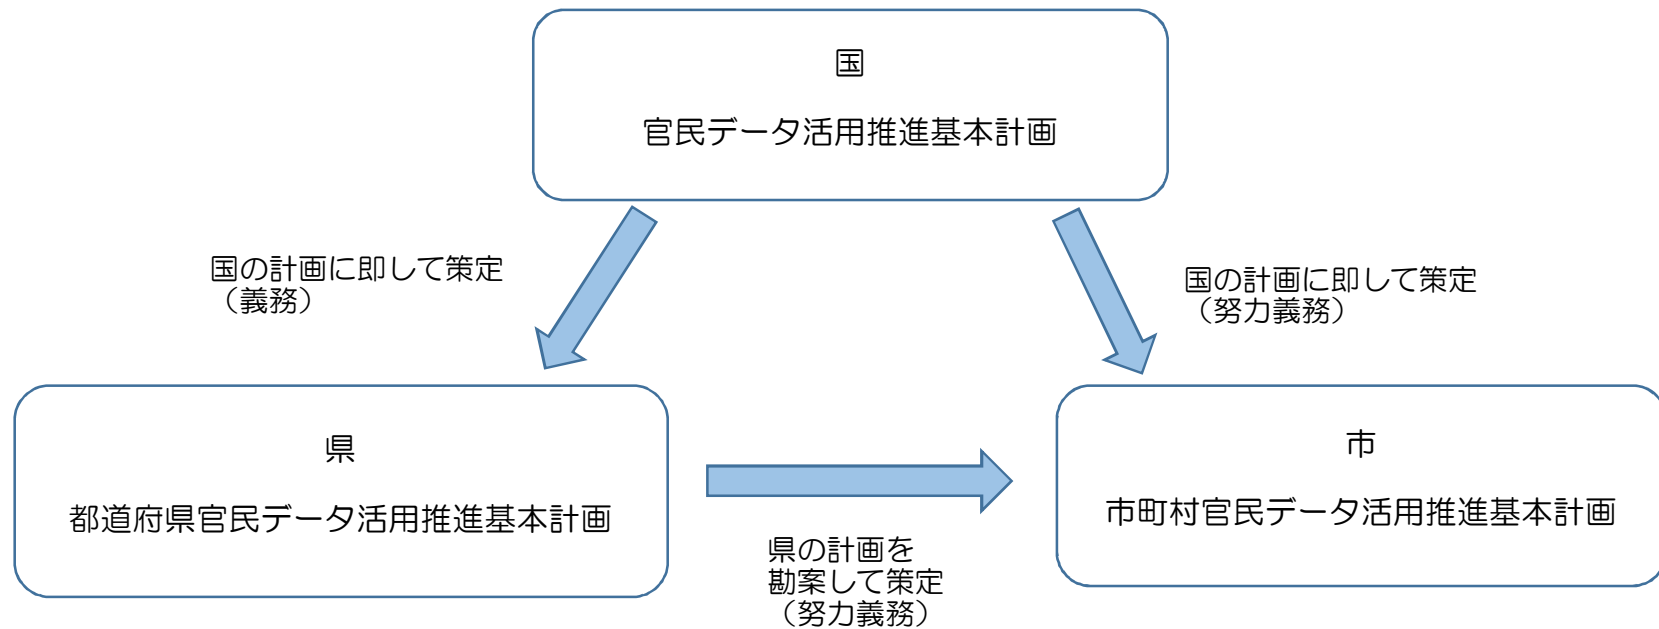 国
官民データ活用推進基本計画
国の計画に即して策定
（義務）
国の計画に即して策定
（努力義務）
県
都道府県官民データ活用推進基本計画
市
市町村官民データ活用推進基本計画
県の計画を
勘案して策定
（努力義務）